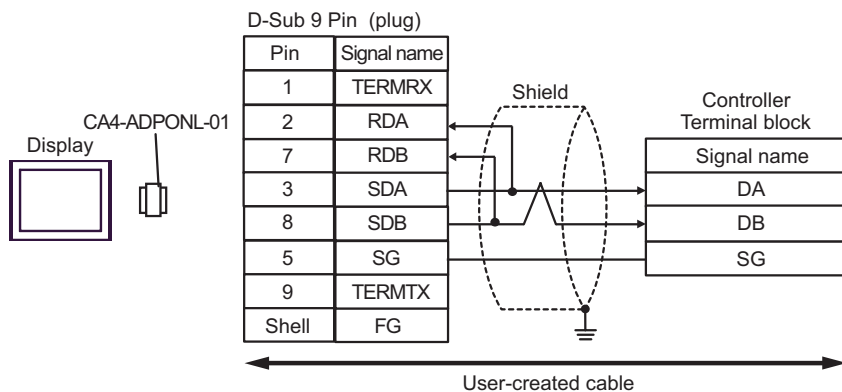 D-Sub 9 Pin (plug)
Pin Signal name
1 TERMRX
2 RDA
7 RDB
3 SDA
8 SDB
5 SG
9 TERMTX
Shell FG
CA4-ADPONL-01
Display
Shield
Controller
Terminal block
Signal name
DA
DB
SG
User-created cable